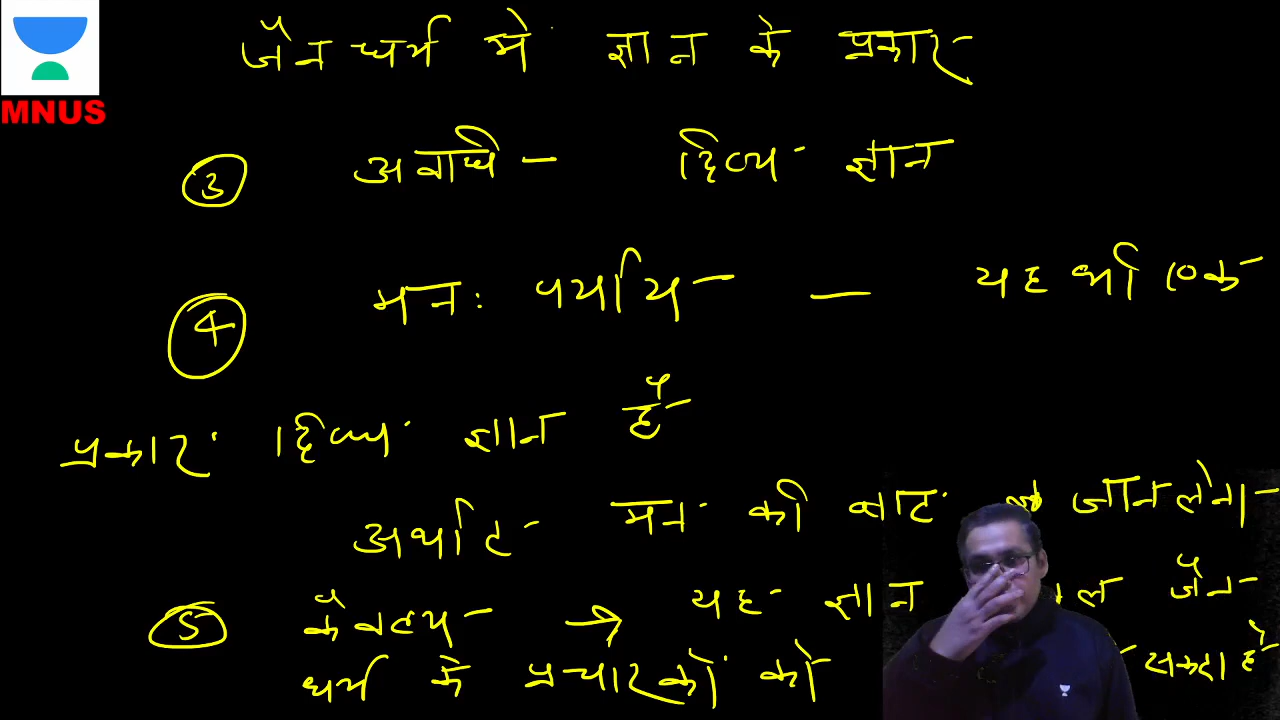 MNUS
जैन धर्म मे ज्ञान के प्रकार
3 अवधि - दिव्य ज्ञान
4 मन: पर्याय - यह भी एक
प्रकार दिव्य ज्ञान है
अर्थात मन की बात जान लेना
5 कैवल्य → यह ज्ञान जैन
धर्म के प्रचारकों को सकता है